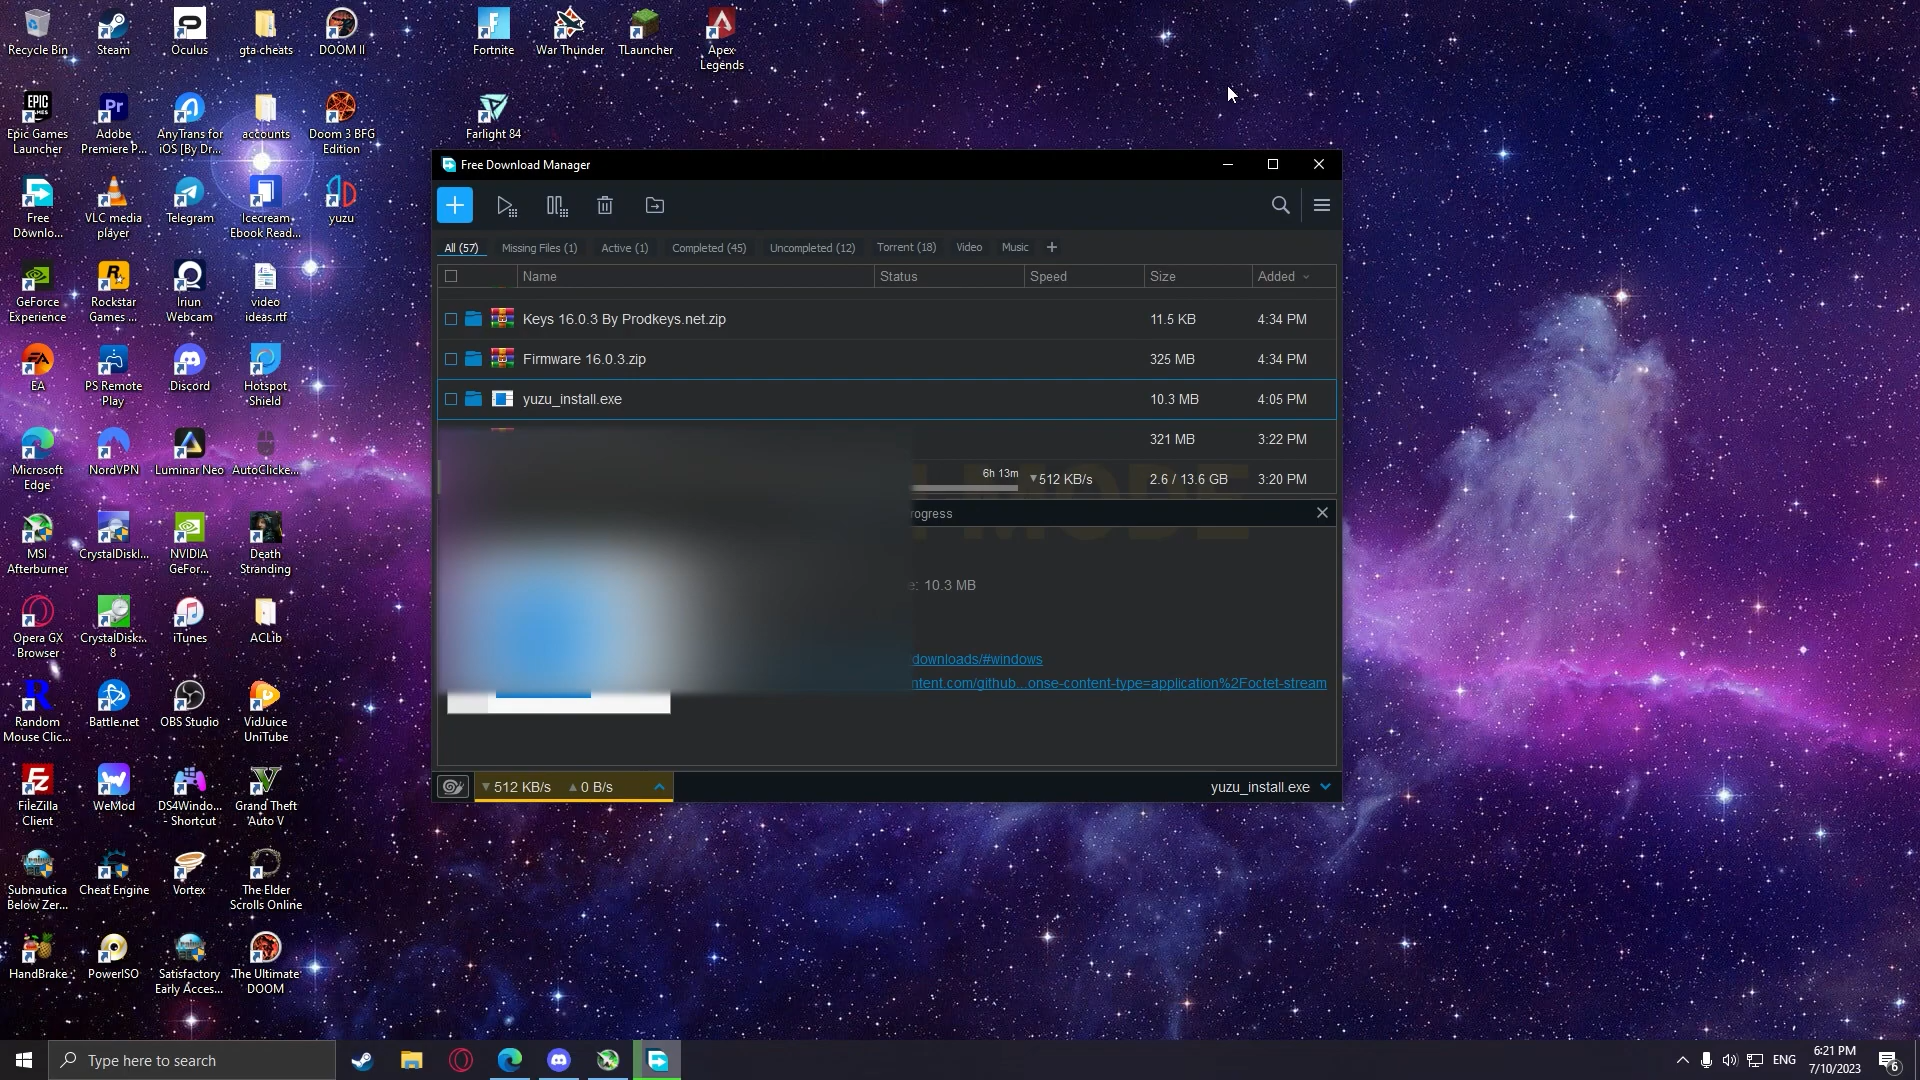 Recycle Bin
Steam
Oculus
gta cheats
DOOM II
Fortnite
War Thunder
TLauncher
Apex
Legends
Epic Games
Launcher
Adobe
Premiere P...
AnyTrans for
iOS [By Dr...
accounts
Doom 3 BFG
Edition
Farlight 84
Free
Downlo...
VLC media
player
Telegram
Icecream
Ebook Read...
yuzu
GeForce
Experience
Rockstar
Games ...
Iriun
Webcam
video
ideas.rtf
EA
PS Remote
Play
Discord
Hotspot
Shield
Microsoft
Edge
NordVPN
Luminar Neo
AutoClicke...
MSI
Afterburner
CrystalDiskI...
NVIDIA
GeFor...
Death
Stranding
Opera GX
Browser
CrystalDisk...
8
iTunes
ACLib
Random
Mouse Clic...
Battle.net
OBS Studio
VidJuice
UniTube
FileZilla
Client
WeMod
DS4Windo...
- Shortcut
Grand Theft
Auto V
Subnautica
Below Zer...
Cheat Engine
Vortex
The Elder
Scrolls Online
HandBrake
PowerISO
Satisfactory
Early Acces...
The Ultimate
DOOM
Free Download Manager
All (57)
Missing Files (1)
Active (1)
Completed (45)
Uncompleted (12)
Torrent (18)
Video
Music
Name
Status
Speed
Size
Added
Keys 16.0.3 By Prodkeys.net.zip
11.5 KB
4:34 PM
Firmware 16.0.3.zip
325 MB
4:34 PM
yuzu_install.exe
10.3 MB
4:05 PM
321 MB
3:22 PM
6h 13m
512 KB/s
2.6 / 13.6 GB
3:20 PM
MODE
rogress
e: 10.3 MB
downloads/#windows
ntent.com/github...onse-content-type=application%2Foctet-stream
512 KB/s
0 B/s
yuzu_install.exe
Type here to search
ENG
6:21 PM
7/10/2023
6